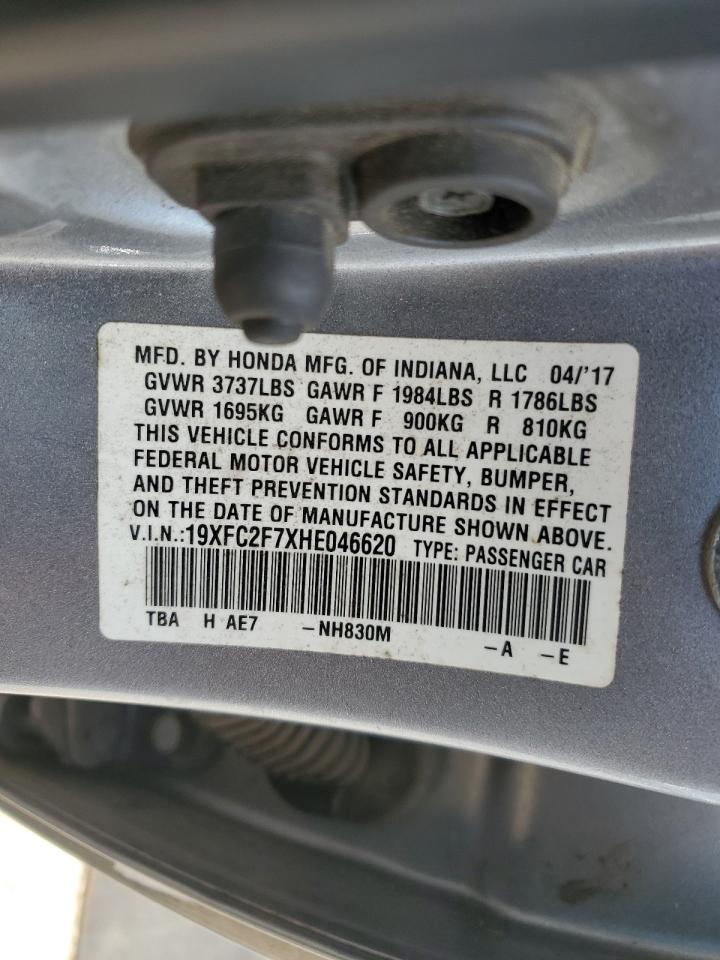 MFD. BY HONDA MFG. OF INDIANA, LLC 04/'17
GVWR 3737LBS GAWR F 1984LBS R 1786LBS
GVWR 1695KG GAWR F 900KG R 810KG
THIS VEHICLE CONFORMS TO ALL APPLICABLE
FEDERAL MOTOR VEHICLE SAFETY, BUMPER,
AND THEFT PREVENTION STANDARDS IN EFFECT
ON THE DATE OF MANUFACTURE SHOWN ABOVE.
V.I.N.:19XFC2F7XHE046620 TYPE: PASSENGER CAR
TBA H AE7 -NH830M -A -E